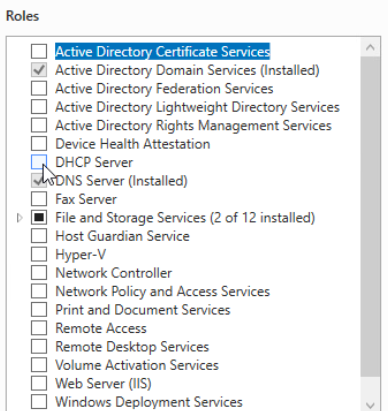 Roles
Active Directory Certificate Services
Active Directory Domain Services (Installed)
Active Directory Federation Services
Active Directory Lightweight Directory Services
Active Directory Rights Management Services
Device Health Attestation
DHCP Server
DNS Server (Installed)
Fax Server
File and Storage Services (2 of 12 installed)
Host Guardian Service
Hyper-V
Network Controller
Network Policy and Access Services
Print and Document Services
Remote Access
Remote Desktop Services
Volume Activation Services
Web Server (IIS)
Windows Deployment Services